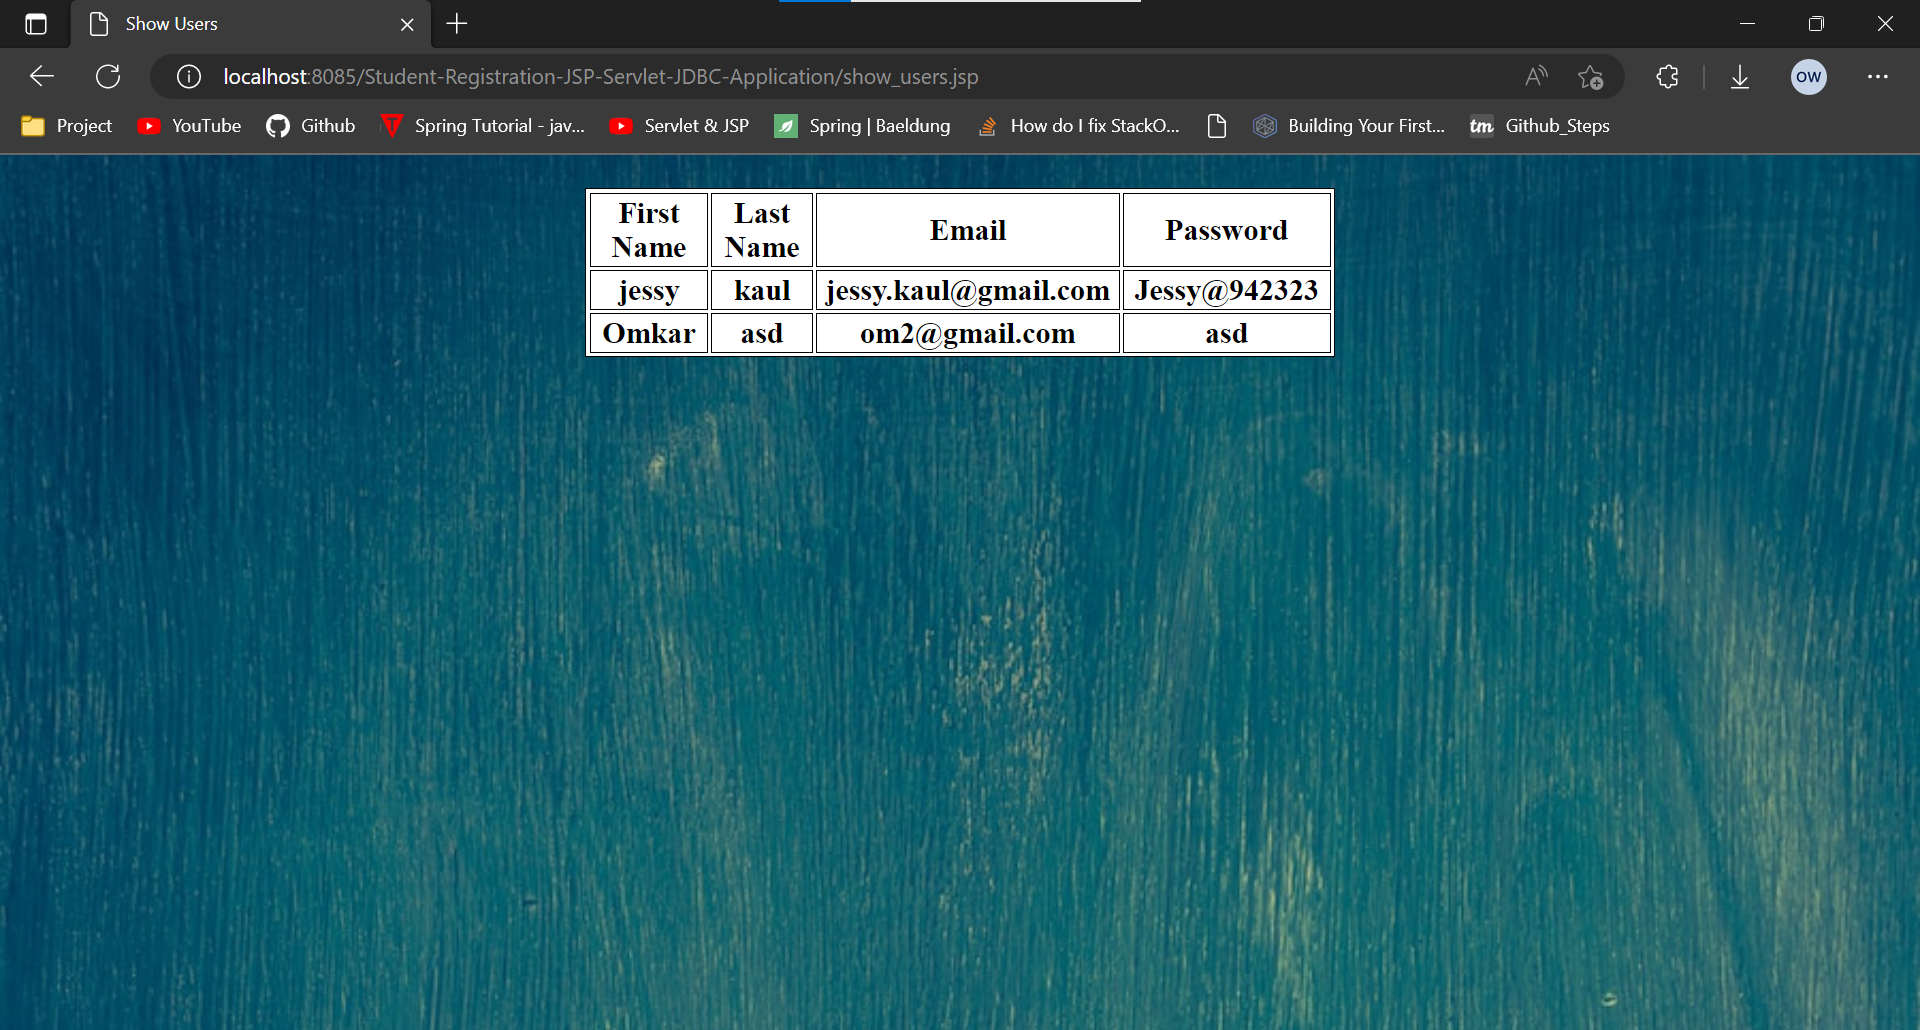 Show Users
localhost:8085/Student-Registration-JSP-Servlet-JDBC-Application/show_users.jsp
A
OW
Project YouTube Github Spring Tutorial - jav... Servlet & JSP Spring | Baeldung How do I fix StackO... Building Your First... tm Github_Steps
First Name Last Name Email Password
jessy kaul jessy.kaul@gmail.com Jessy@942323
Omkar asd om2@gmail.com asd